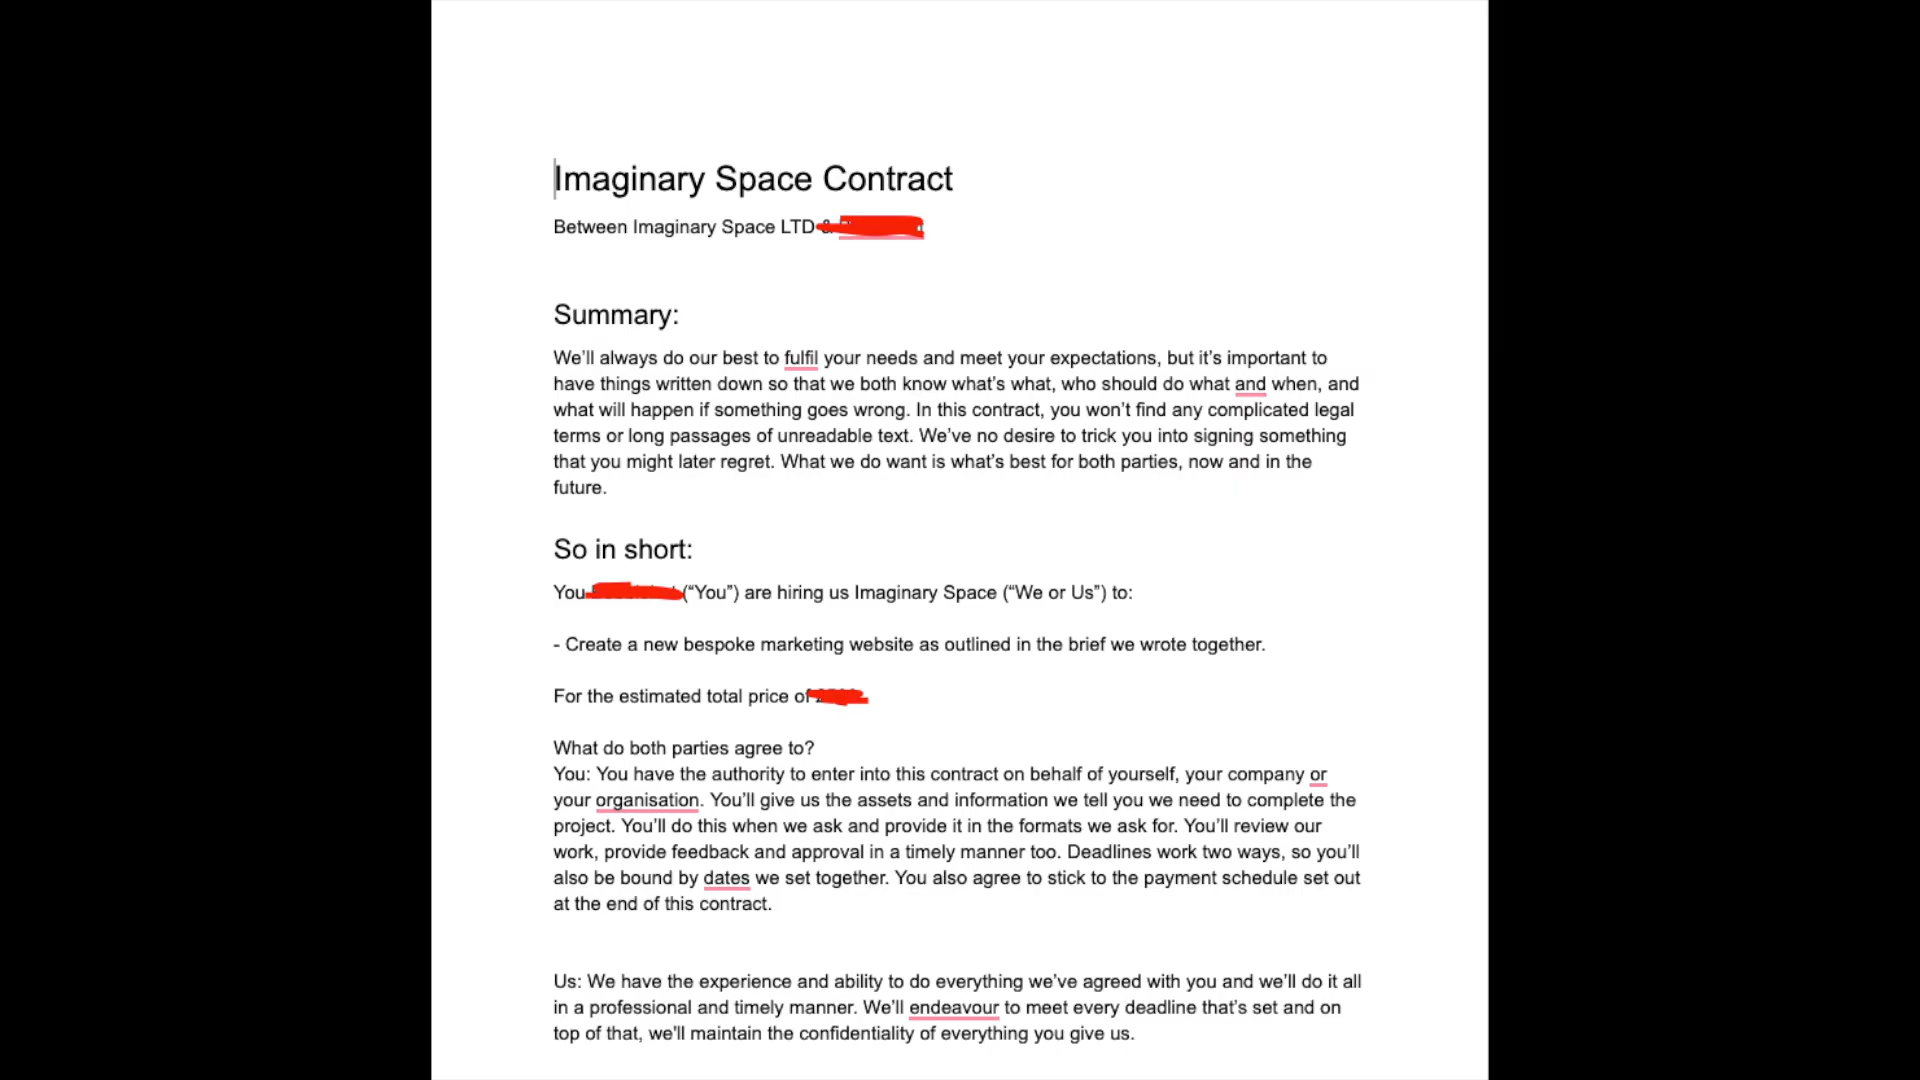 Imaginary Space Contract
Between Imaginary Space LTD &
Summary:
We’ll always do our best to fulfil your needs and meet your expectations, but it’s important to
have things written down so that we both know what’s what, who should do what and when, and
what will happen if something goes wrong. In this contract, you won’t find any complicated legal
terms or long passages of unreadable text. We’ve no desire to trick you into signing something
that you might later regret. What we do want is what’s best for both parties, now and in the
future.
So in short:
You (“You”) are hiring us Imaginary Space (“We or Us”) to:
- Create a new bespoke marketing website as outlined in the brief we wrote together.
For the estimated total price of
What do both parties agree to?
You: You have the authority to enter into this contract on behalf of yourself, your company or
your organisation. You’ll give us the assets and information we tell you we need to complete the
project. You’ll do this when we ask and provide it in the formats we ask for. You’ll review our
work, provide feedback and approval in a timely manner too. Deadlines work two ways, so you’ll
also be bound by dates we set together. You also agree to stick to the payment schedule set out
at the end of this contract.
Us: We have the experience and ability to do everything we’ve agreed with you and we’ll do it all
in a professional and timely manner. We’ll endeavour to meet every deadline that’s set and on
top of that, we'll maintain the confidentiality of everything you give us.